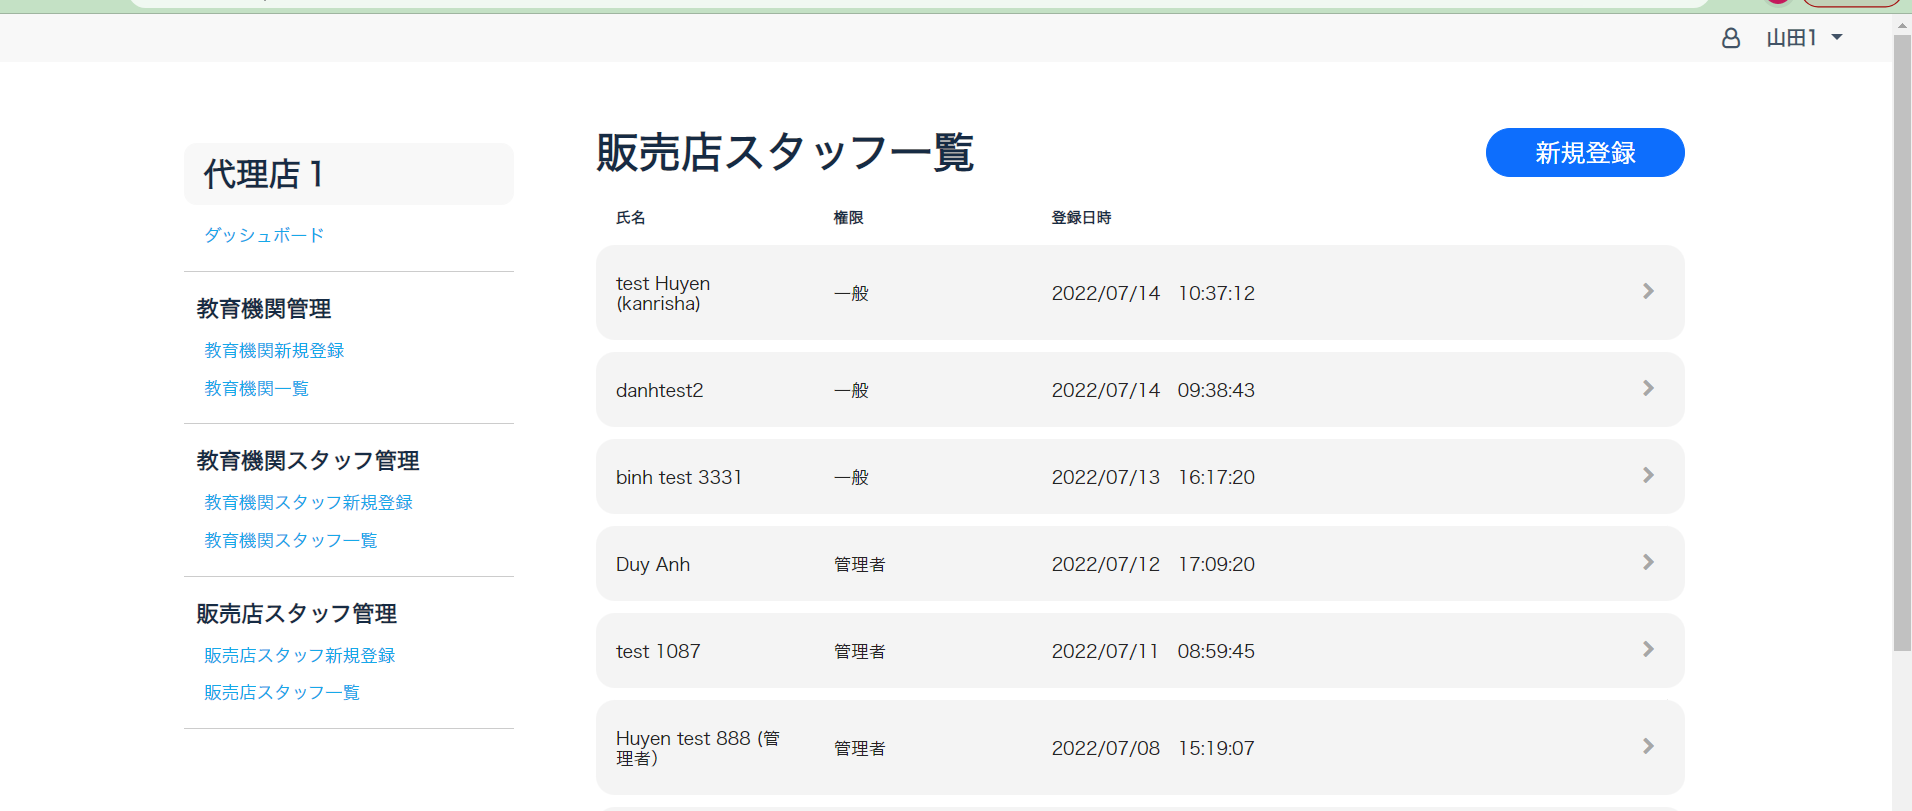 山田1
代理店１
ダッシュボード
教育機関管理
教育機関新規登録
教育機関一覧
教育機関スタッフ管理
教育機関スタッフ新規登録
教育機関スタッフ一覧
販売店スタッフ管理
販売店スタッフ新規登録
販売店スタッフ一覧
販売店スタッフ一覧
新規登録
氏名 権限 登録日時
test Huyen
(kanrisha)
一般 2022/07/14 10:37:12
danhtest2 一般 2022/07/14 09:38:43
binh test 3331 一般 2022/07/13 16:17:20
Duy Anh 管理者 2022/07/12 17:09:20
test 1087 管理者 2022/07/11 08:59:45
Huyen test 888 (管
理者）
管理者 2022/07/08 15:19:07